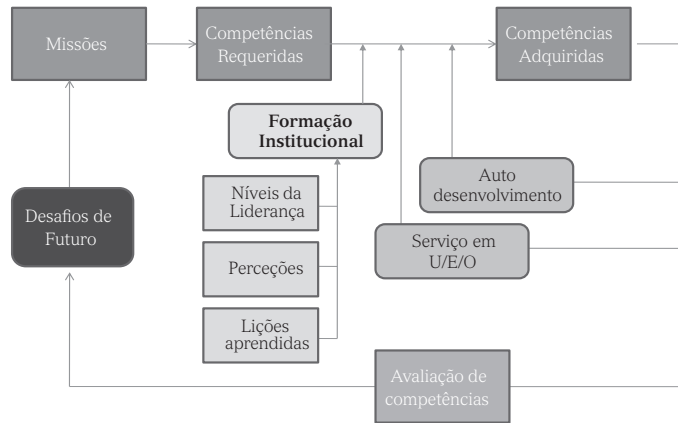 Missões
Competências
Requeridas
Competências
Adquiridas
Formação
Institucional
Níveis da
Liderança
Auto
desenvolvimento
Desafios de
Futuro
Serviço em
U/E/O
Perceções
Lições
aprendidas
Avaliação de
competências